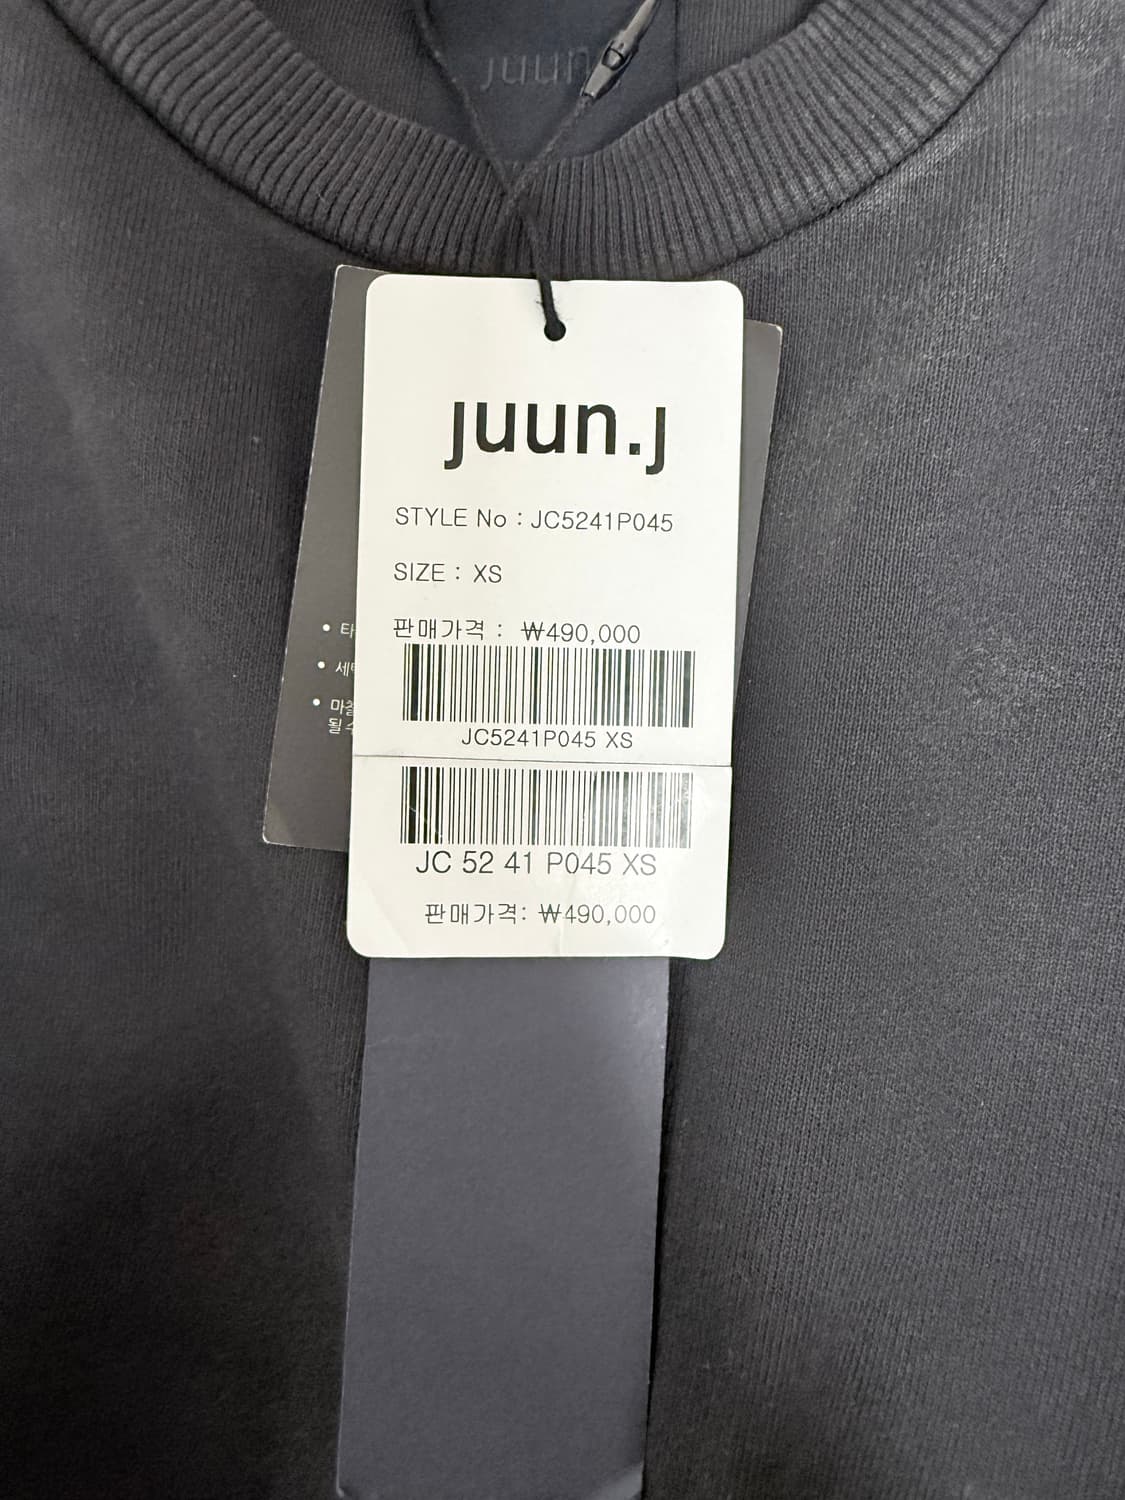 juun.j
juun.j
STYLE No : JC5241P045
SIZE : XS
판매가격 : ₩490,000
JC5241P045 XS
JC 52 41 P045 XS
판매가격: ₩490,000